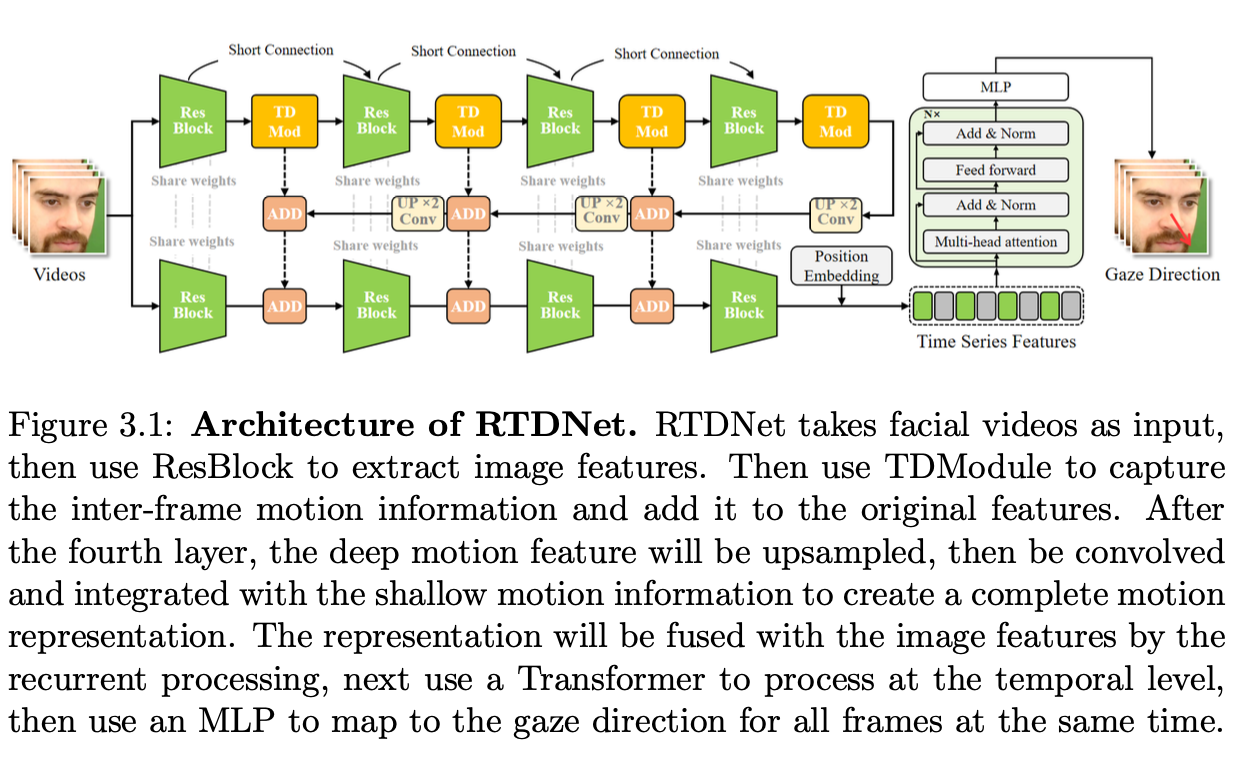 Short Connection
Short Connection
Short Connection
Res
Block
TD
Mod
Res
Block
TD
Mod
Res
Block
TD
Mod
Res
Block
TD
Mod
MLP
N×
Add & Norm
Feed forward
Add & Norm
Multi-head attention
Share weights
Share weights
Share weights
Share weights
ADD
UP ×2
Conv
ADD
UP ×2
Conv
ADD
UP ×2
Conv
Share weights
Share weights
Share weights
Share weights
Videos
Position
Embedding
Gaze Direction
Res
Block
ADD
Res
Block
ADD
Res
Block
ADD
Res
Block
Time Series Features
Figure 3.1: Architecture of RTDNet. RTDNet takes facial videos as input,
then use ResBlock to extract image features. Then use TDModule to capture
the inter-frame motion information and add it to the original features. After
the fourth layer, the deep motion feature will be upsampled, then be convolved
and integrated with the shallow motion information to create a complete motion
representation. The representation will be fused with the image features by the
recurrent processing, next use a Transformer to process at the temporal level,
then use an MLP to map to the gaze direction for all frames at the same time.